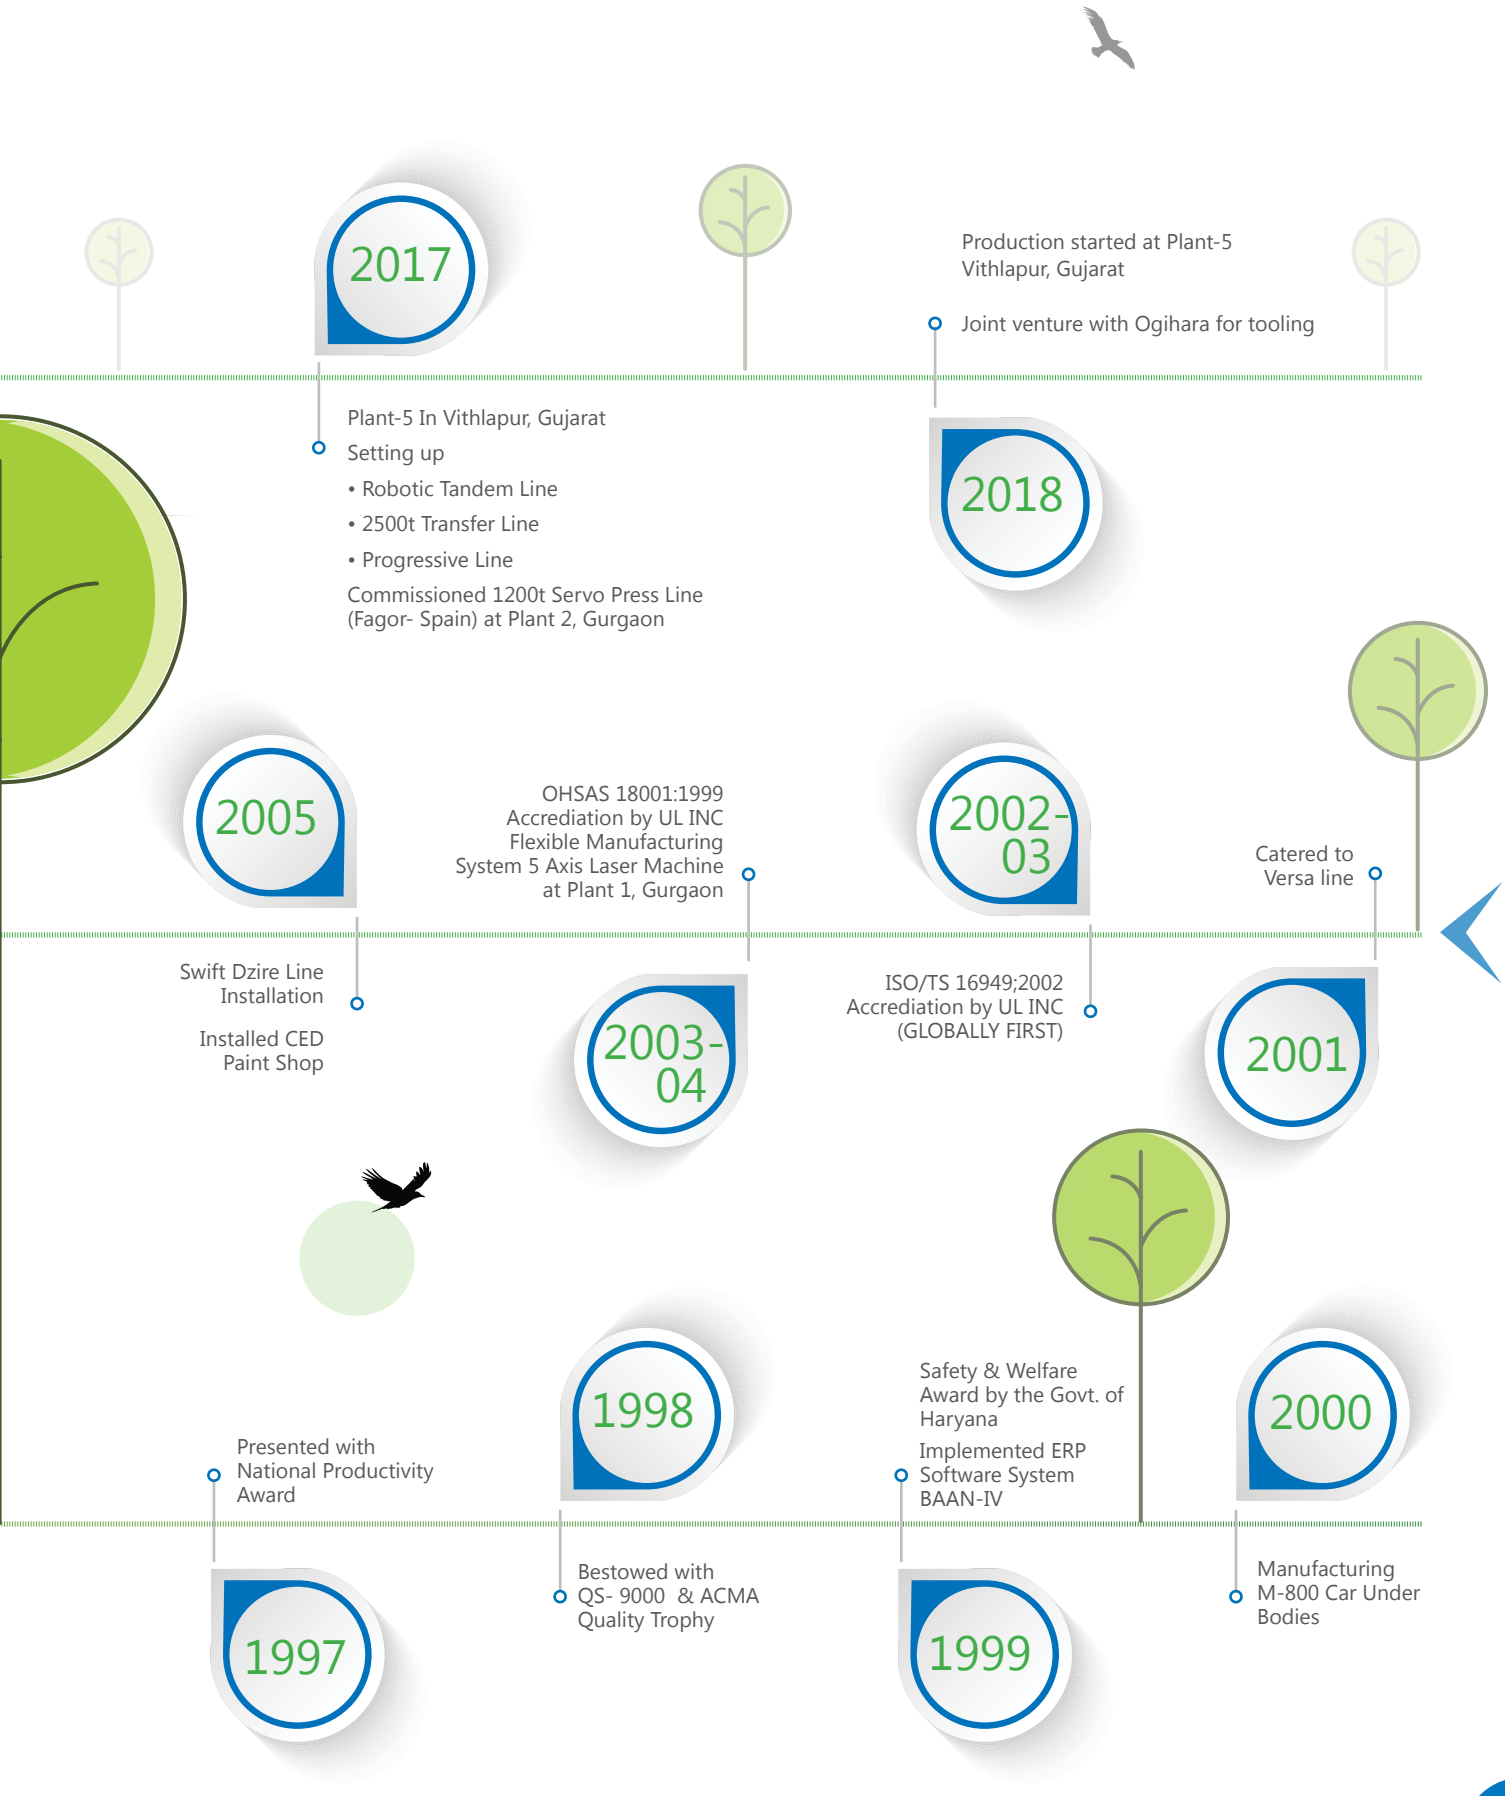 2017
Plant-5 In Vithlapur, Gujarat
Setting up
• Robotic Tandem Line
• 2500t Transfer Line
• Progressive Line
Commissioned 1200t Servo Press Line
(Fagor- Spain) at Plant 2, Gurgaon
Production started at Plant-5
Vithlapur, Gujarat
Joint venture with Ogihara for tooling
2018
2005
Swift Dzire Line
Installation
Installed CED
Paint Shop
OHSAS 18001:1999
Accrediation by UL INC
Flexible Manufacturing
System 5 Axis Laser Machine
at Plant 1, Gurgaon
2003-
04
2002-
03
ISO/TS 16949;2002
Accrediation by UL INC
(GLOBALLY FIRST)
Catered to
Versa line
2001
Presented with
National Productivity
Award
1997
1998
Bestowed with
QS- 9000  & ACMA
Quality Trophy
Safety & Welfare
Award by the Govt. of
Haryana
Implemented ERP
Software System
BAAN-IV
1999
2000
Manufacturing
M-800 Car Under
Bodies